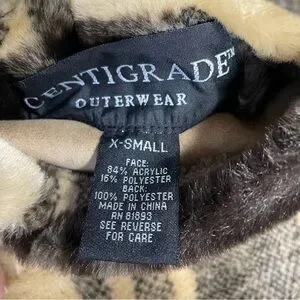 CENTIGRADE™
OUTERWEAR
X-SMALL
FACE:
84% ACRYLIC
16% POLYESTER
BACK:
100% POLYESTER
MADE IN CHINA
RN 81893
SEE REVERSE
FOR CARE